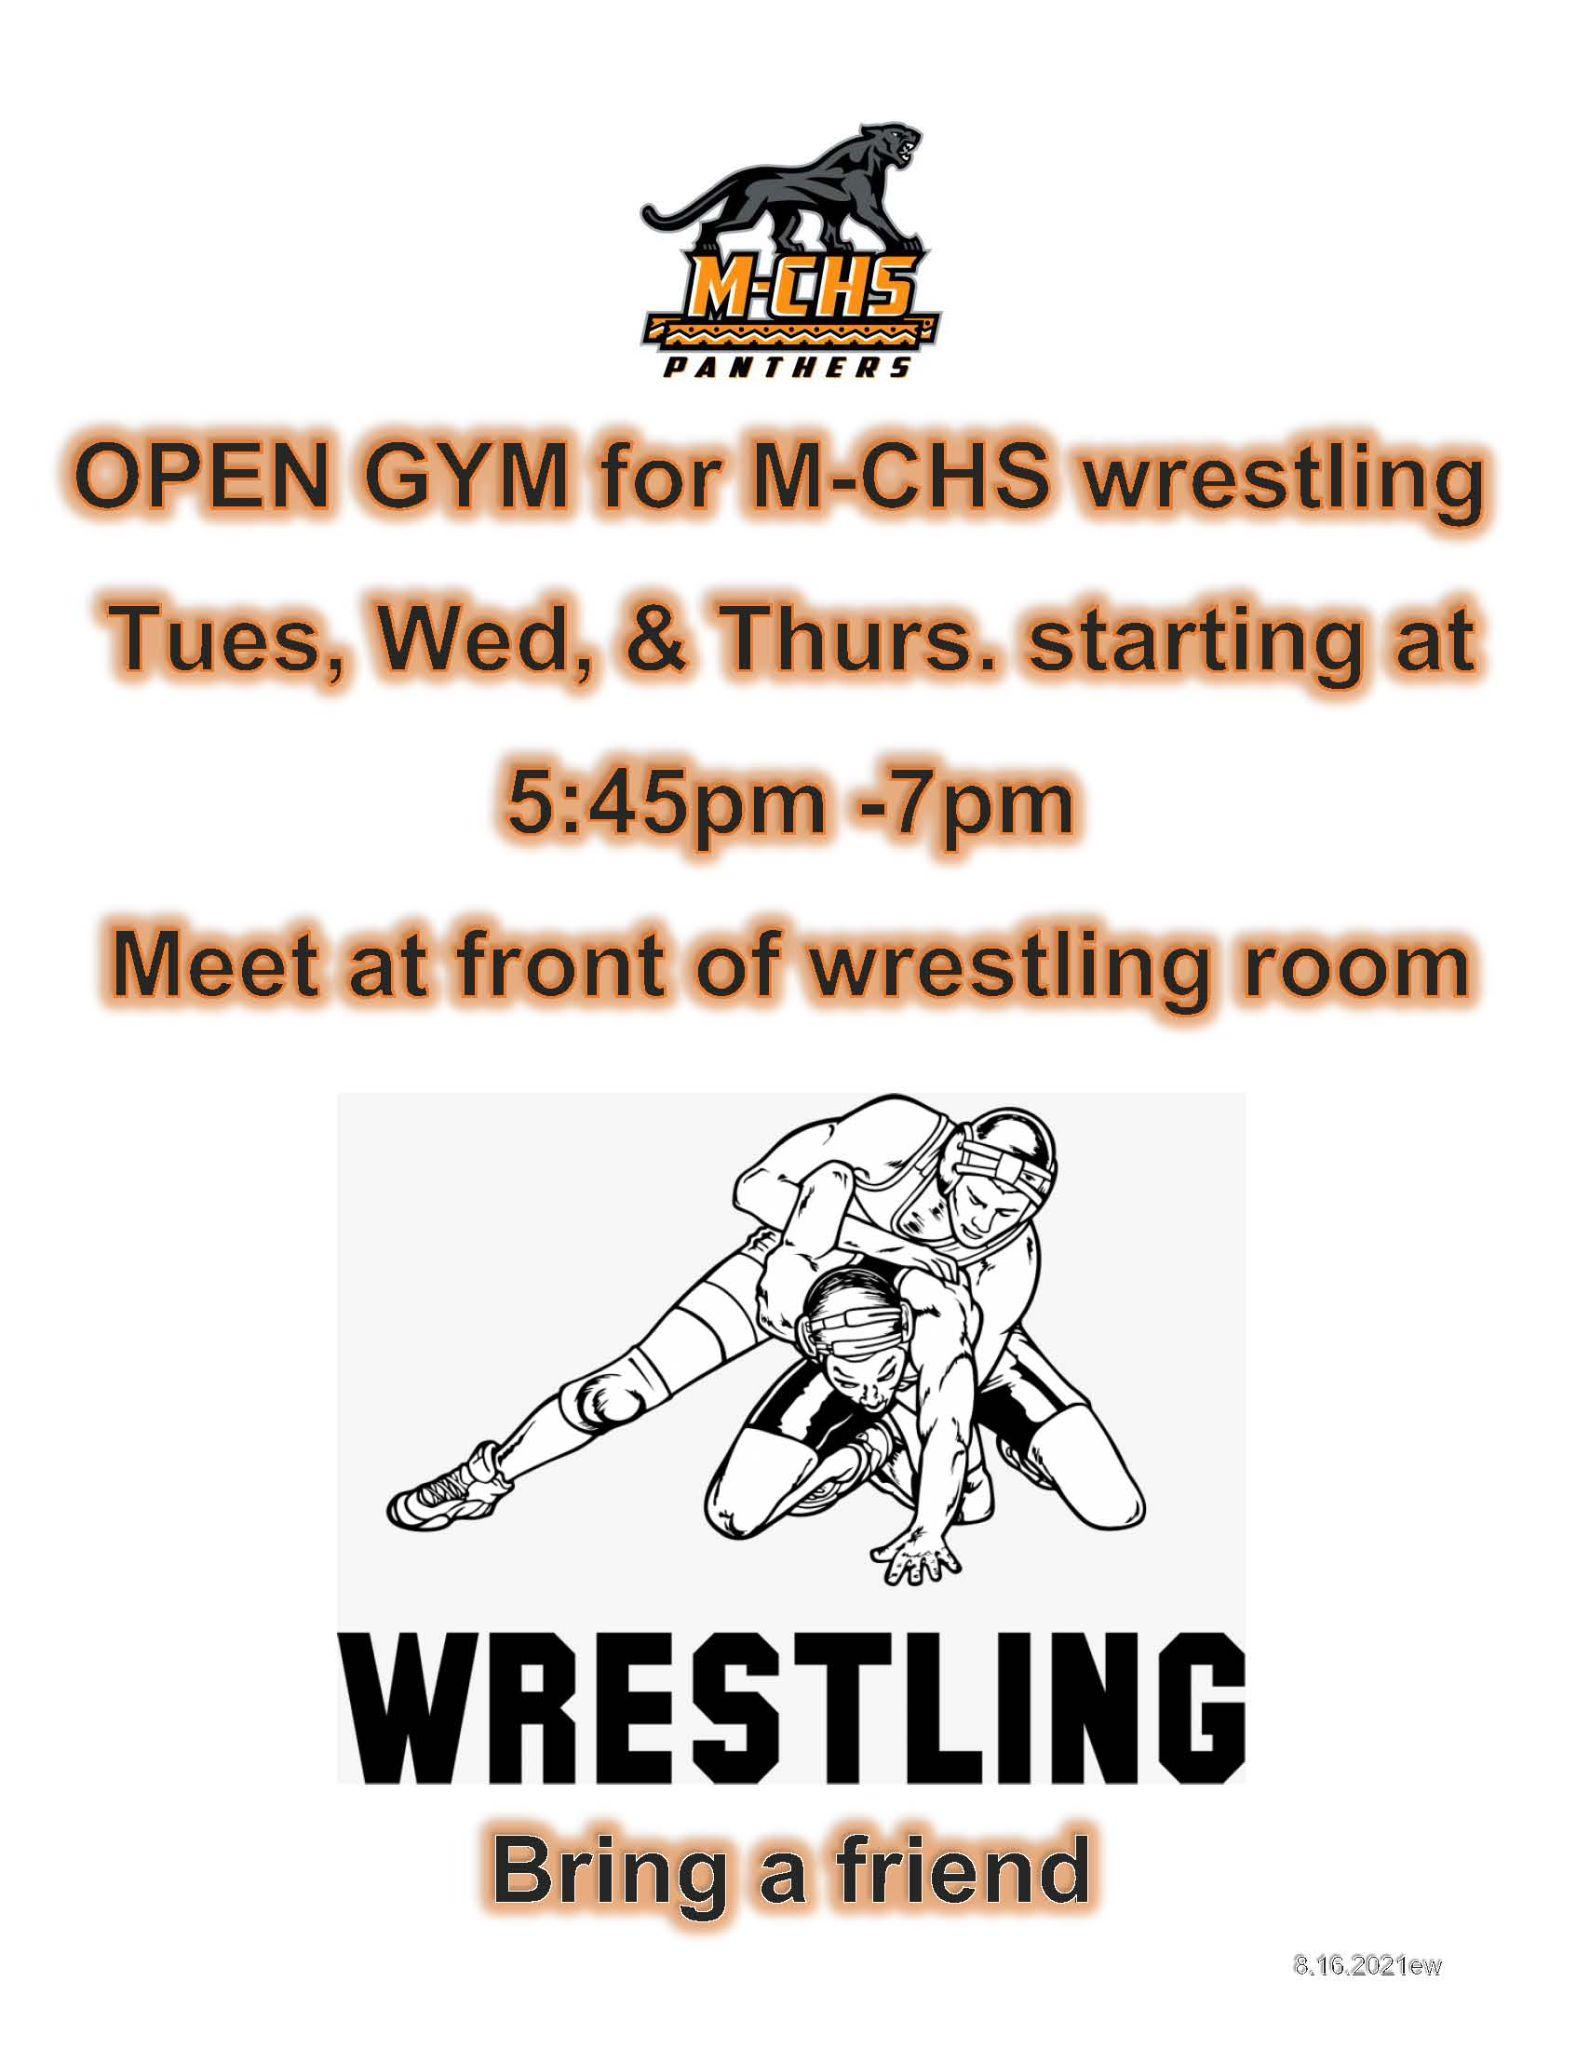 M-CHS
PANTHERS
OPEN GYM for M-CHS wrestling
Tues, Wed, & Thurs. starting at
5:45pm -7pm
Meet at front of wrestling room
WRESTLING
Bring a friend
8.16.2021ew